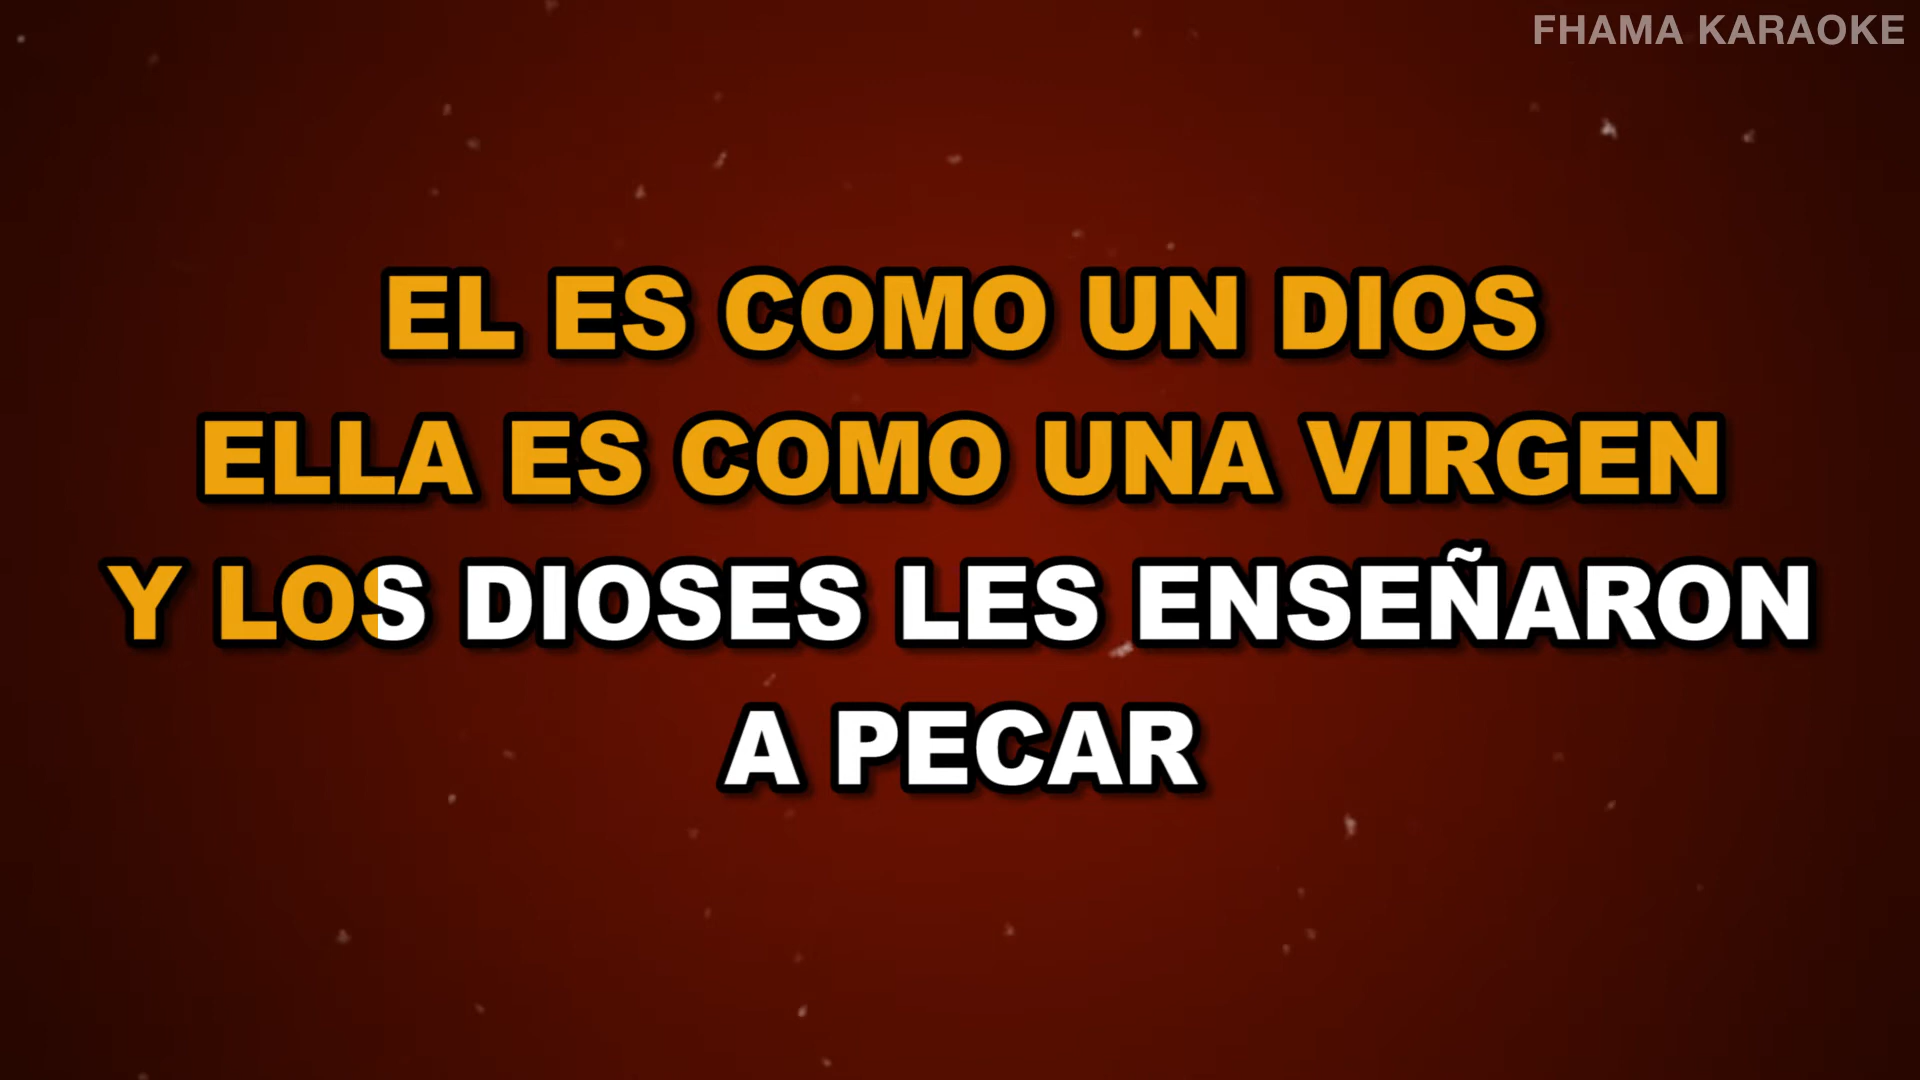 FHAMA KARAOKE
EL ES COMO UN DIOS
ELLA ES COMO UNA VIRGEN
Y LOS DIOSES LES ENSEÑARON
A PECAR